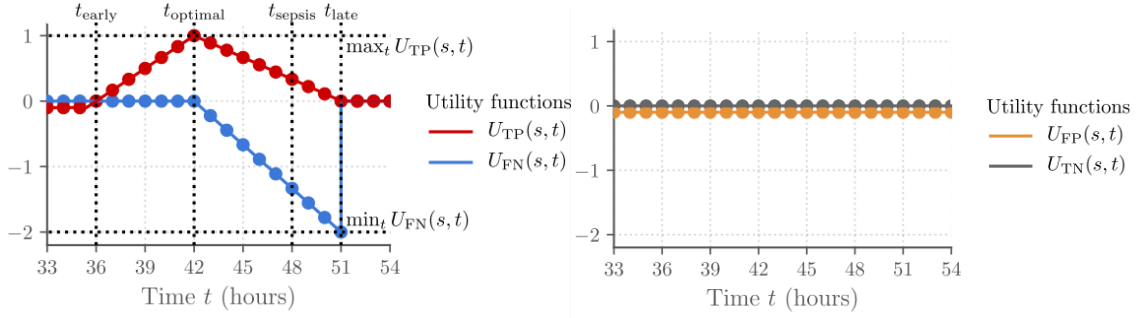 t_early t_optimal t_sepsis t_late
1
max_t U_TP(s, t)
0
−1
−2
min_t U_FN(s, t)
33 36 39 42 45 48 51 54
Time t (hours)
Utility functions
U_TP(s, t)
U_FN(s, t)
1
0
−1
−2
33 36 39 42 45 48 51 54
Time t (hours)
Utility functions
U_FP(s, t)
U_TN(s, t)